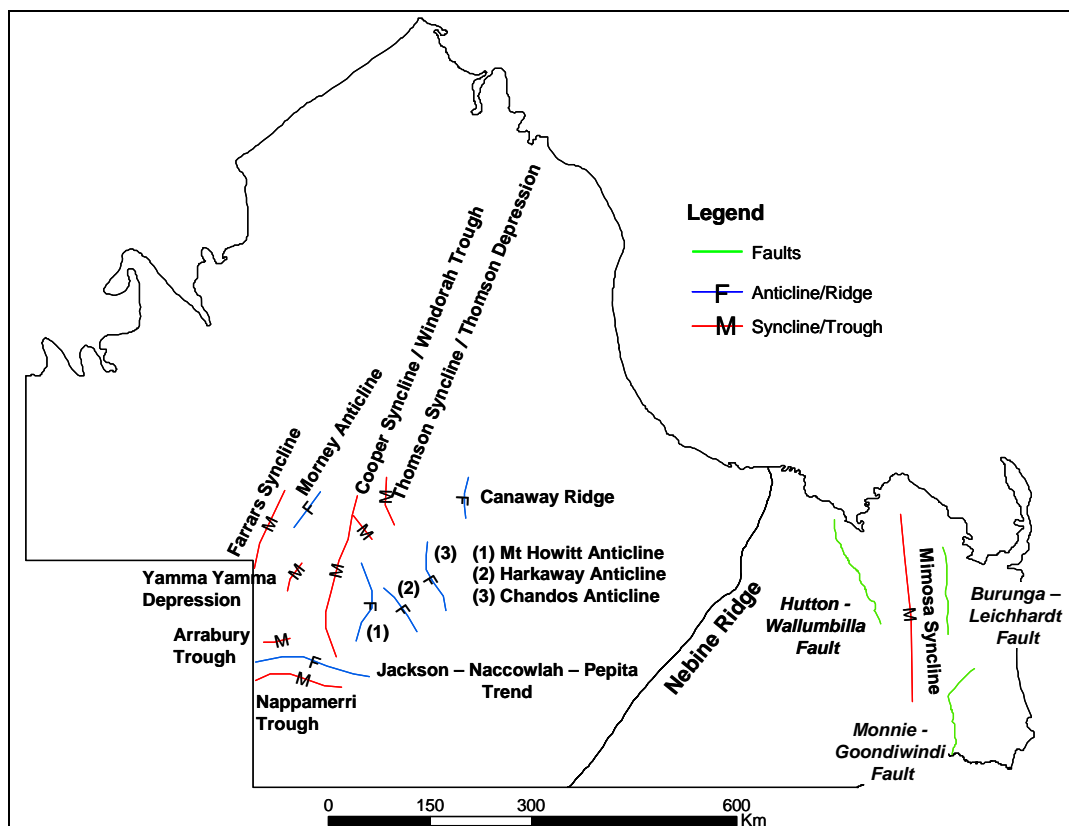 Legend
Faults
F
Anticline/Ridge
M
Syncline/Trough
Farrars Syncline
Morney Anticline
Cooper Syncline / Windorah Trough
Thomson Syncline / Thomson Depression
M
F
M
M
F
Canaway Ridge
Yamma Yamma
Depression
M
M
F
(1)
F
(2)
F
(3)
(1) Mt Howitt Anticline
(2) Harkaway Anticline
(3) Chandos Anticline
Arrabury
Trough
M
F
Jackson – Naccowlah – Pepita
Trend
M
Nappamerri
Trough
Nebine Ridge
Hutton -
Wallumbilla
Fault
M
Mimosa Syncline
Burunga –
Leichhardt
Fault
Monnie -
Goondiwindi
Fault
0
150
300
600
Km